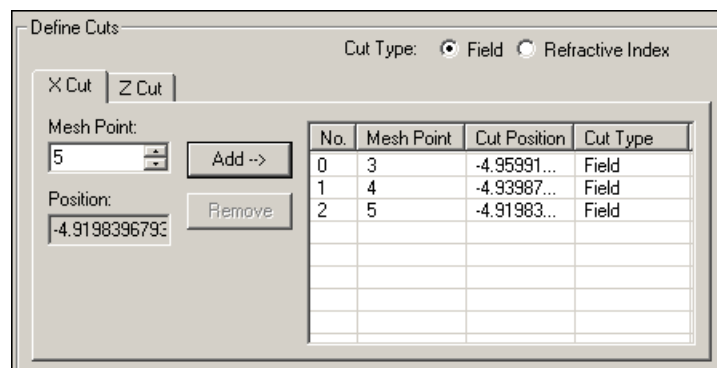 Define Cuts
Cut Type: Field Refractive Index
X Cut Z Cut
Mesh Point:
5
Add -->
Position:
-4.9198396793
Remove
No. Mesh Point Cut Position Cut Type
0 3 -4.95991... Field
1 4 -4.93987... Field
2 5 -4.91983... Field